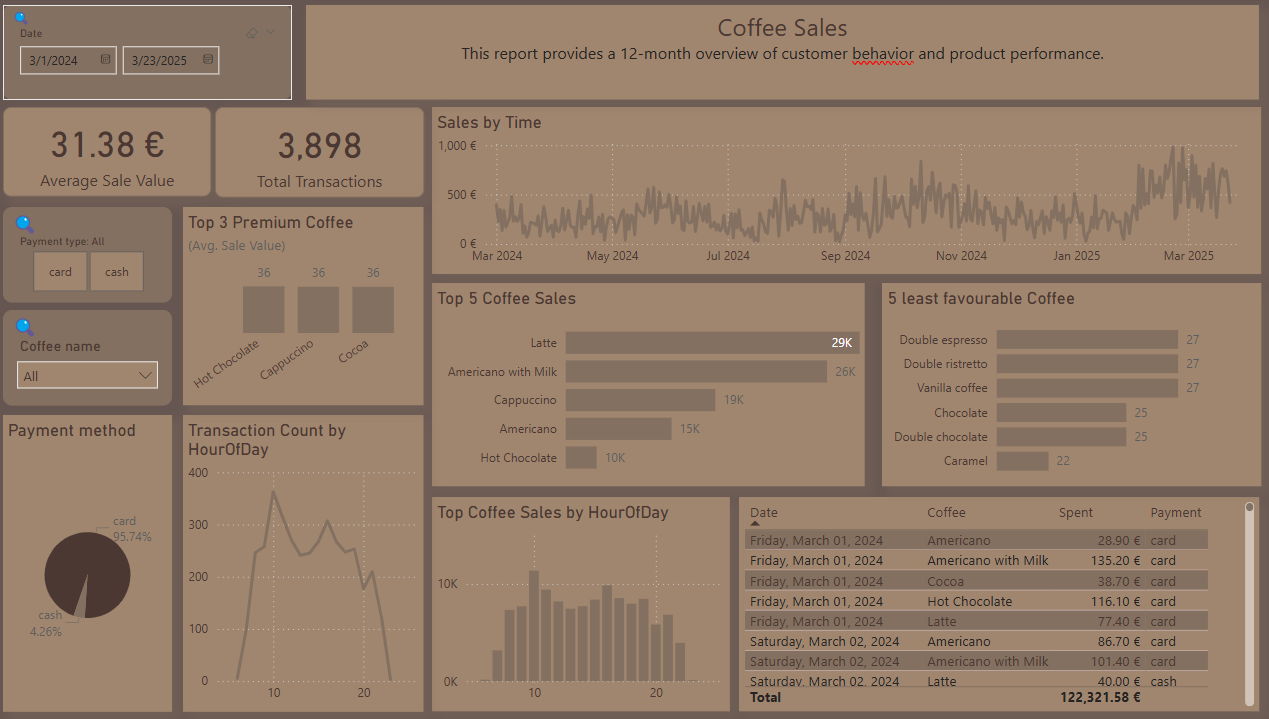 Date
3/1/2024
3/23/2025
Coffee Sales
This report provides a 12-month overview of customer behavior and product performance.
31.38 €
Average Sale Value
3,898
Total Transactions
Sales by Time
1,000 €
500 €
0 €
Mar 2024 May 2024 Jul 2024 Sep 2024 Nov 2024 Jan 2025 Mar 2025
Payment type: All
card cash
Coffee name
All
Top 3 Premium Coffee
(Avg. Sale Value)
36 36 36
Hot Chocolate Cappuccino Cocoa
Top 5 Coffee Sales
Latte 29K
Americano with Milk 26K
Cappuccino 19K
Americano 15K
Hot Chocolate 10K
5 least favourable Coffee
Double espresso 27
Double ristretto 27
Vanilla coffee 27
Chocolate 25
Double chocolate 25
Caramel 22
Payment method
card
95.74%
cash
4.26%
Transaction Count by
HourOfDay
400
300
200
100
0
10 20
Top Coffee Sales by HourOfDay
10K
0K
10 20
Date Coffee Spent Payment
Friday, March 01, 2024 Americano 28.90 € card
Friday, March 01, 2024 Americano with Milk 135.20 € card
Friday, March 01, 2024 Cocoa 38.70 € card
Friday, March 01, 2024 Hot Chocolate 116.10 € card
Friday, March 01, 2024 Latte 77.40 € card
Saturday, March 02, 2024 Americano 86.70 € card
Saturday, March 02, 2024 Americano with Milk 101.40 € card
Saturday, March 02, 2024 Latte 40.00 € cash
Total 122,321.58 €